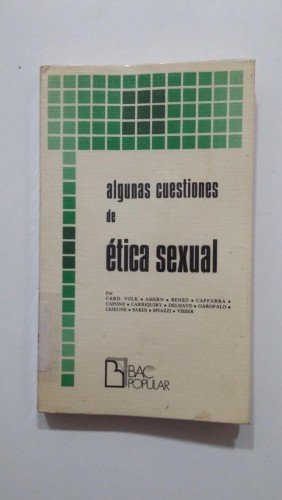 algunas cuestiones
de
ética sexual
Por
CARD. VOLK • AHERN • BENZO • CAFFARRA •
CAPONE • CARRIQUIRY • DELHAYE • GAROFALO •
LEJEUNE • SARDI • SPIAZZI • VISSER
BAC
POPULAR